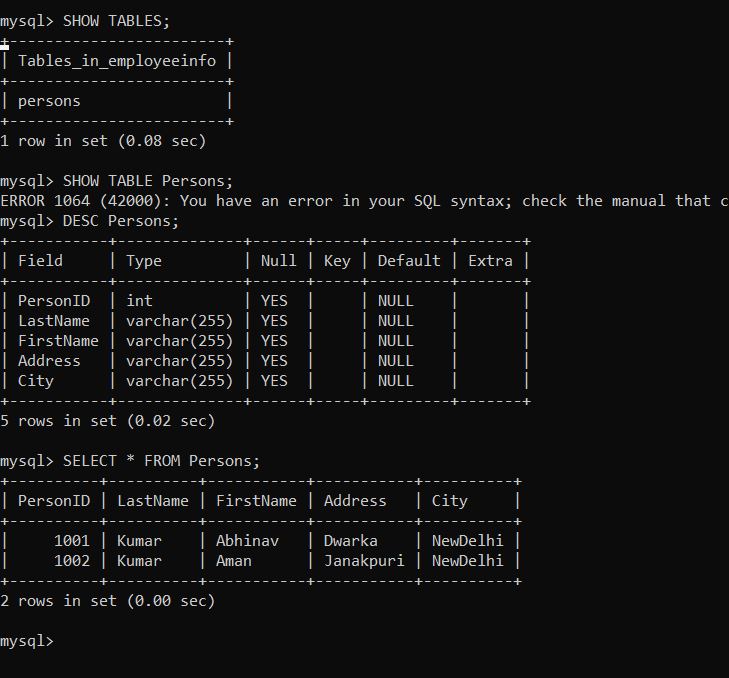 mysql> SHOW TABLES;
+------------------------+
| Tables_in_employeeinfo |
+------------------------+
| persons                |
+------------------------+
1 row in set (0.08 sec)

mysql> SHOW TABLE Persons;
ERROR 1064 (42000): You have an error in your SQL syntax; check the manual that c
mysql> DESC Persons;
+-----------+--------------+------+-----+---------+-------+
| Field     | Type         | Null | Key | Default | Extra |
+-----------+--------------+------+-----+---------+-------+
| PersonID  | int          | YES  |     | NULL    |       |
| LastName  | varchar(255) | YES  |     | NULL    |       |
| FirstName | varchar(255) | YES  |     | NULL    |       |
| Address   | varchar(255) | YES  |     | NULL    |       |
| City      | varchar(255) | YES  |     | NULL    |       |
+-----------+--------------+------+-----+---------+-------+
5 rows in set (0.02 sec)

mysql> SELECT * FROM Persons;
+----------+----------+-----------+-----------+----------+
| PersonID | LastName | FirstName | Address   | City     |
+----------+----------+-----------+-----------+----------+
|     1001 | Kumar    | Abhinav   | Dwarka    | NewDelhi |
|     1002 | Kumar    | Aman      | Janakpuri | NewDelhi |
+----------+----------+-----------+-----------+----------+
2 rows in set (0.00 sec)

mysql>